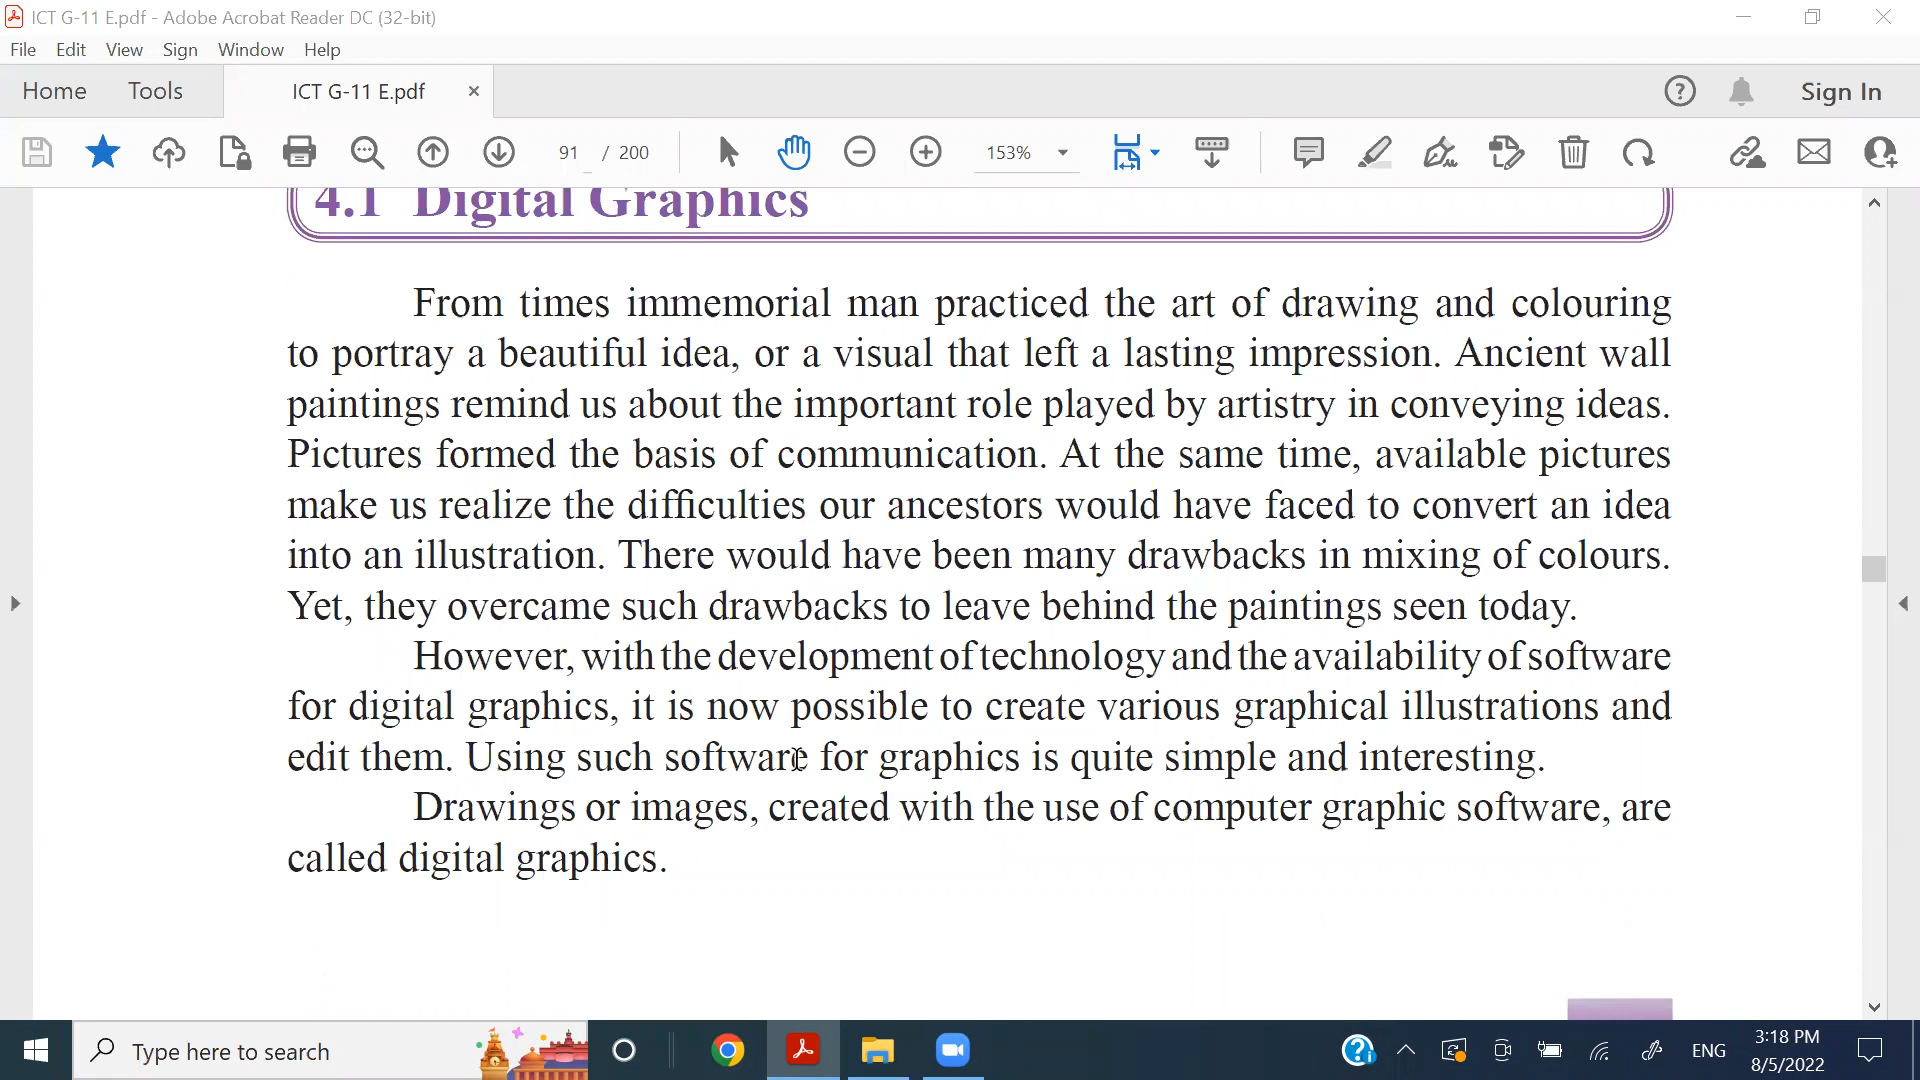 ICT G-11 E.pdf - Adobe Acrobat Reader DC (32-bit)
File Edit View Sign Window Help
Home Tools ICT G-11 E.pdf × Sign In
91 / 200 153%
4.1 Digital Graphics
From times immemorial man practiced the art of drawing and colouring
to portray a beautiful idea, or a visual that left a lasting impression. Ancient wall
paintings remind us about the important role played by artistry in conveying ideas.
Pictures formed the basis of communication. At the same time, available pictures
make us realize the difficulties our ancestors would have faced to convert an idea
into an illustration. There would have been many drawbacks in mixing of colours.
Yet, they overcame such drawbacks to leave behind the paintings seen today.
However, with the development of technology and the availability of software
for digital graphics, it is now possible to create various graphical illustrations and
edit them. Using such software for graphics is quite simple and interesting.
Drawings or images, created with the use of computer graphic software, are
called digital graphics.
Type here to search
ENG
3:18 PM
8/5/2022